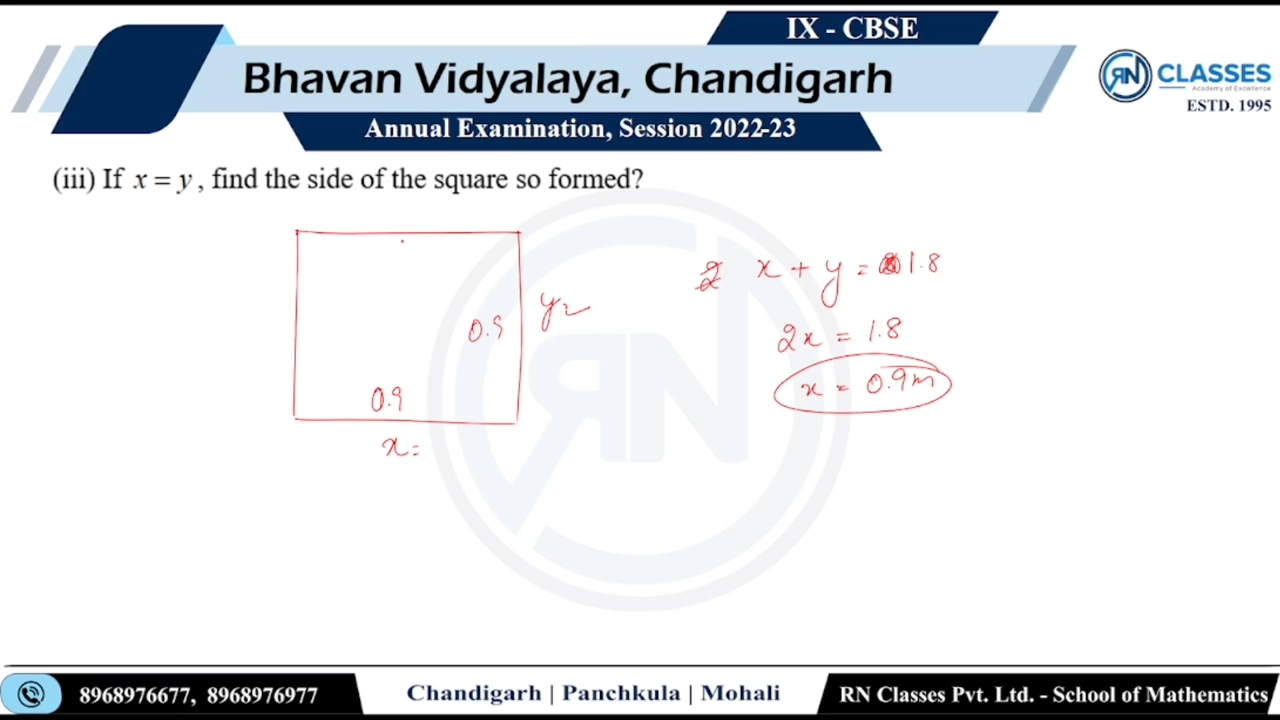 IX - CBSE
Bhavan Vidyalaya, Chandigarh
RN CLASSES
Academy of Excellence
ESTD. 1995
Annual Examination, Session 2022-23
(iii) If x = y, find the side of the square so formed?
x + y = 1.8
2x = 1.8
x = 0.9m
y=
0.9
0.9
x=
RN
8968976677, 8968976977
Chandigarh | Panchkula | Mohali
RN Classes Pvt. Ltd. - School of Mathematics